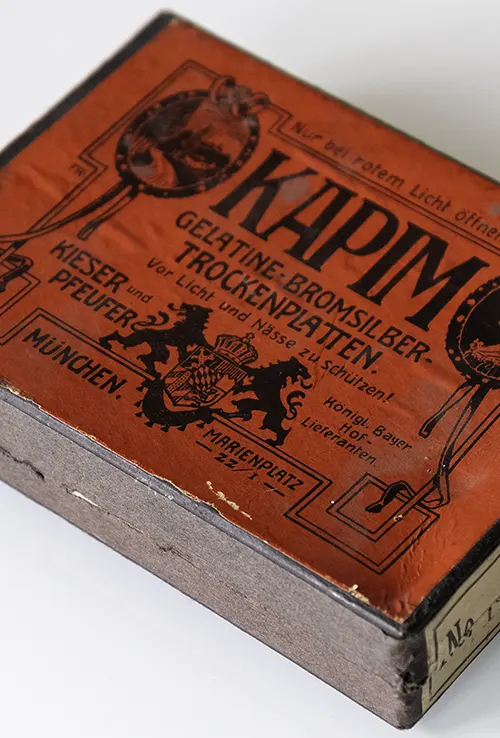 Nur bei rotem Licht öffnen
KAPIM
GELATINE-BROMSILBER-
TROCKENPLATTEN.
Vor Licht und Nässe zu schützen!
KIESER und
PFEUFER
MÜNCHEN.
Königl. Bayer
Hof-
Lieferanten.
MARIENPLATZ
22/I
No